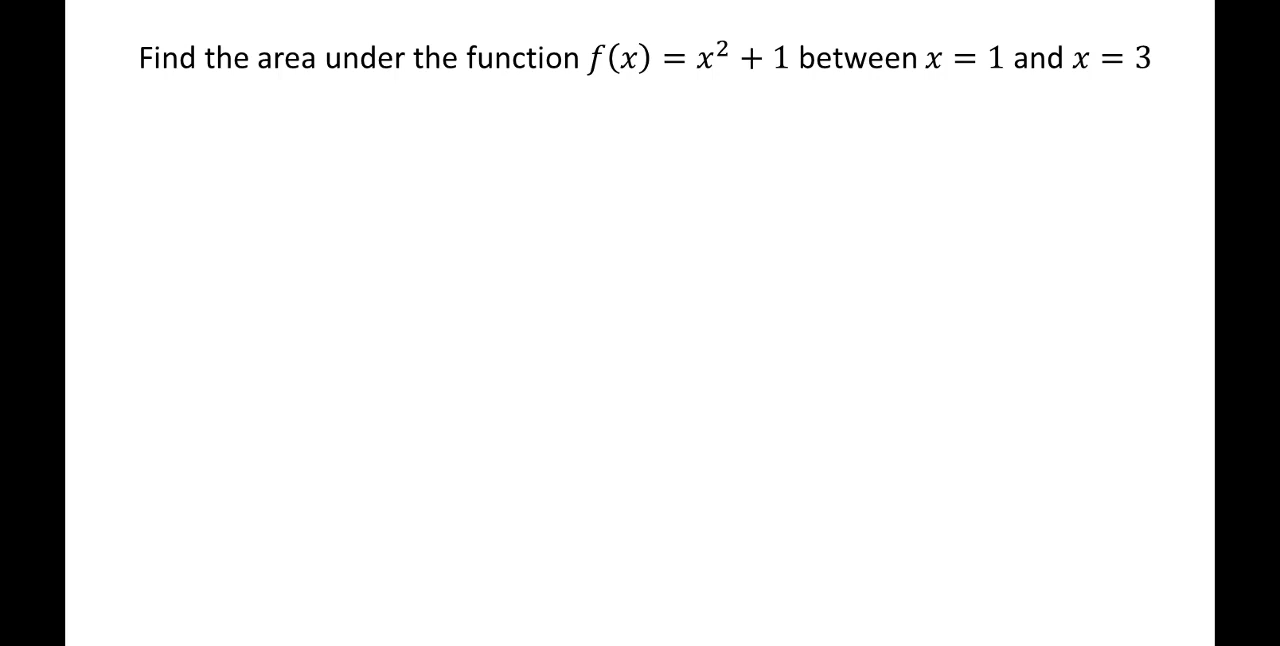 Find the area under the function f(x) = x² + 1 between x = 1 and x = 3